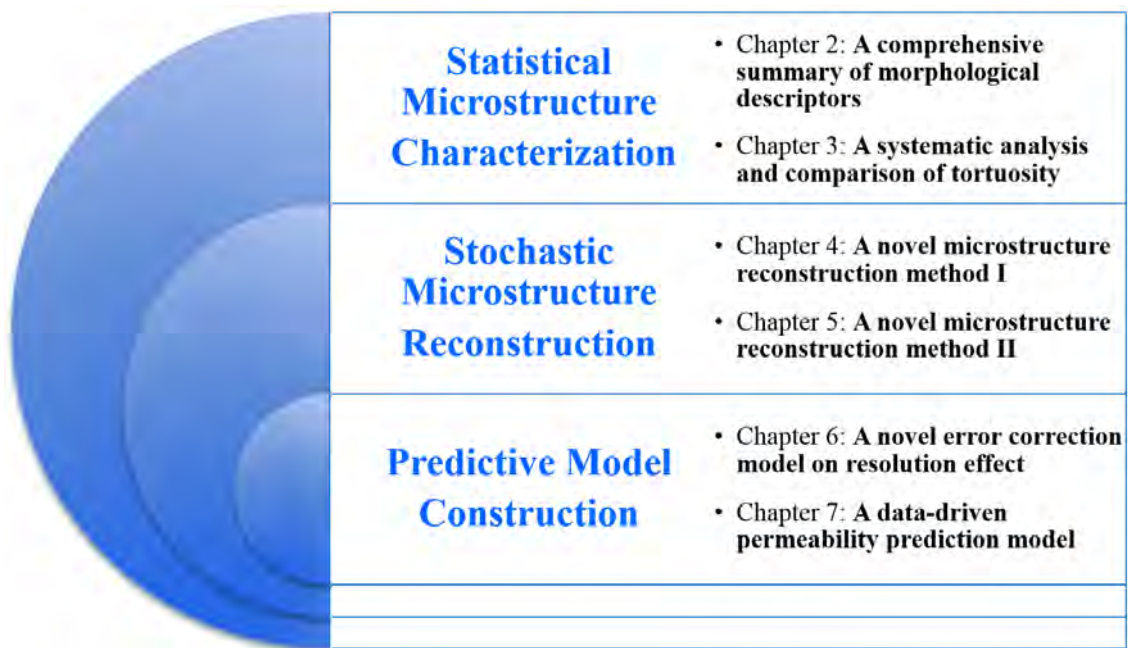 Statistical
Microstructure
Characterization
• Chapter 2: A comprehensive
summary of morphological
descriptors
• Chapter 3: A systematic analysis
and comparison of tortuosity
Stochastic
Microstructure
Reconstruction
• Chapter 4: A novel microstructure
reconstruction method I
• Chapter 5: A novel microstructure
reconstruction method II
Predictive Model
Construction
• Chapter 6: A novel error correction
model on resolution effect
• Chapter 7: A data-driven
permeability prediction model